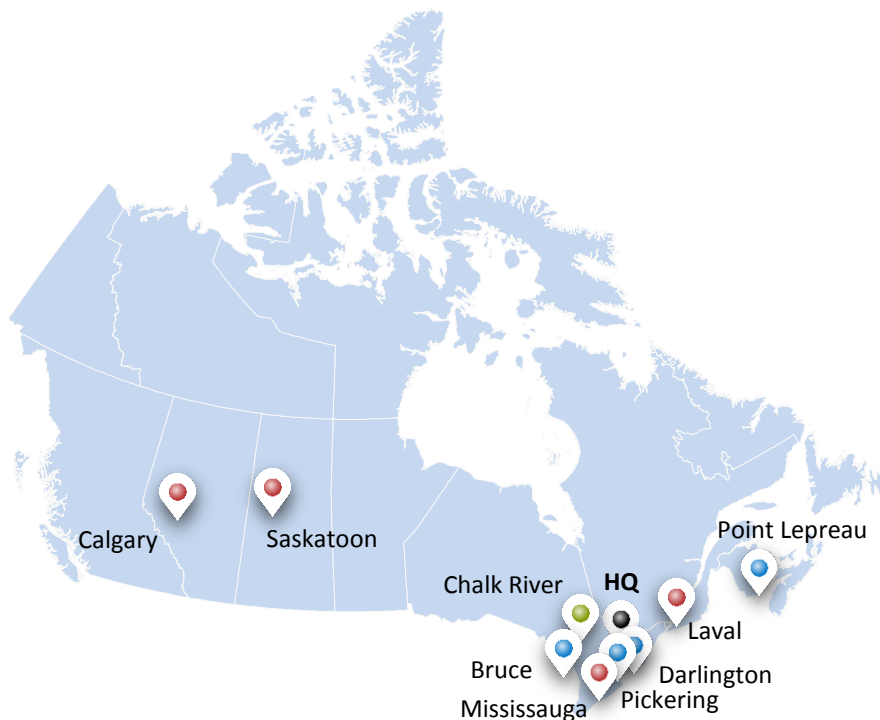 Point Lepreau
Calgary
Saskatoon
Chalk River
HQ
Laval
Bruce
Darlington
Pickering
Mississauga